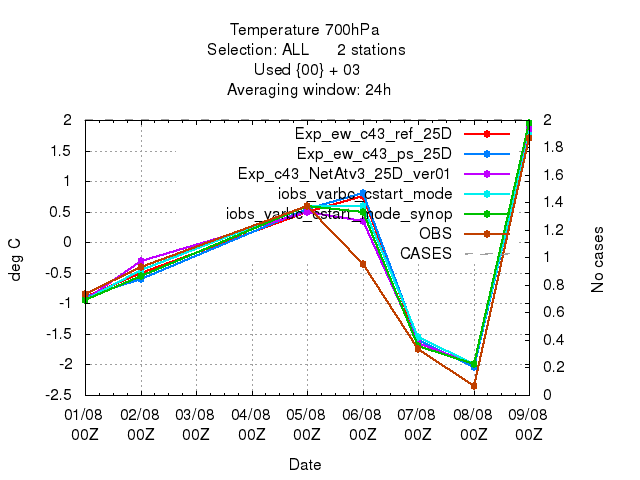 Temperature 700hPa
Selection: ALL 2 stations
Used {00} + 03
Averaging window: 24h
deg C
2
1.5
1
0.5
0
-0.5
-1
-1.5
-2
-2.5
Exp_ew_c43_ref_25D
Exp_ew_c43_ps_25D
Exp_c43_NetAtv3_25D_ver01
iobs_varbc_cstart_mode
iobs_varbc_cstart_mode_synop
OBS
CASES
2
1.8
1.6
1.4
1.2
1
0.8
0.6
0.4
0.2
0
No cases
01/08 02/08 03/08 04/08 05/08 06/08 07/08 08/08 09/08
00Z 00Z 00Z 00Z 00Z 00Z 00Z 00Z 00Z
Date